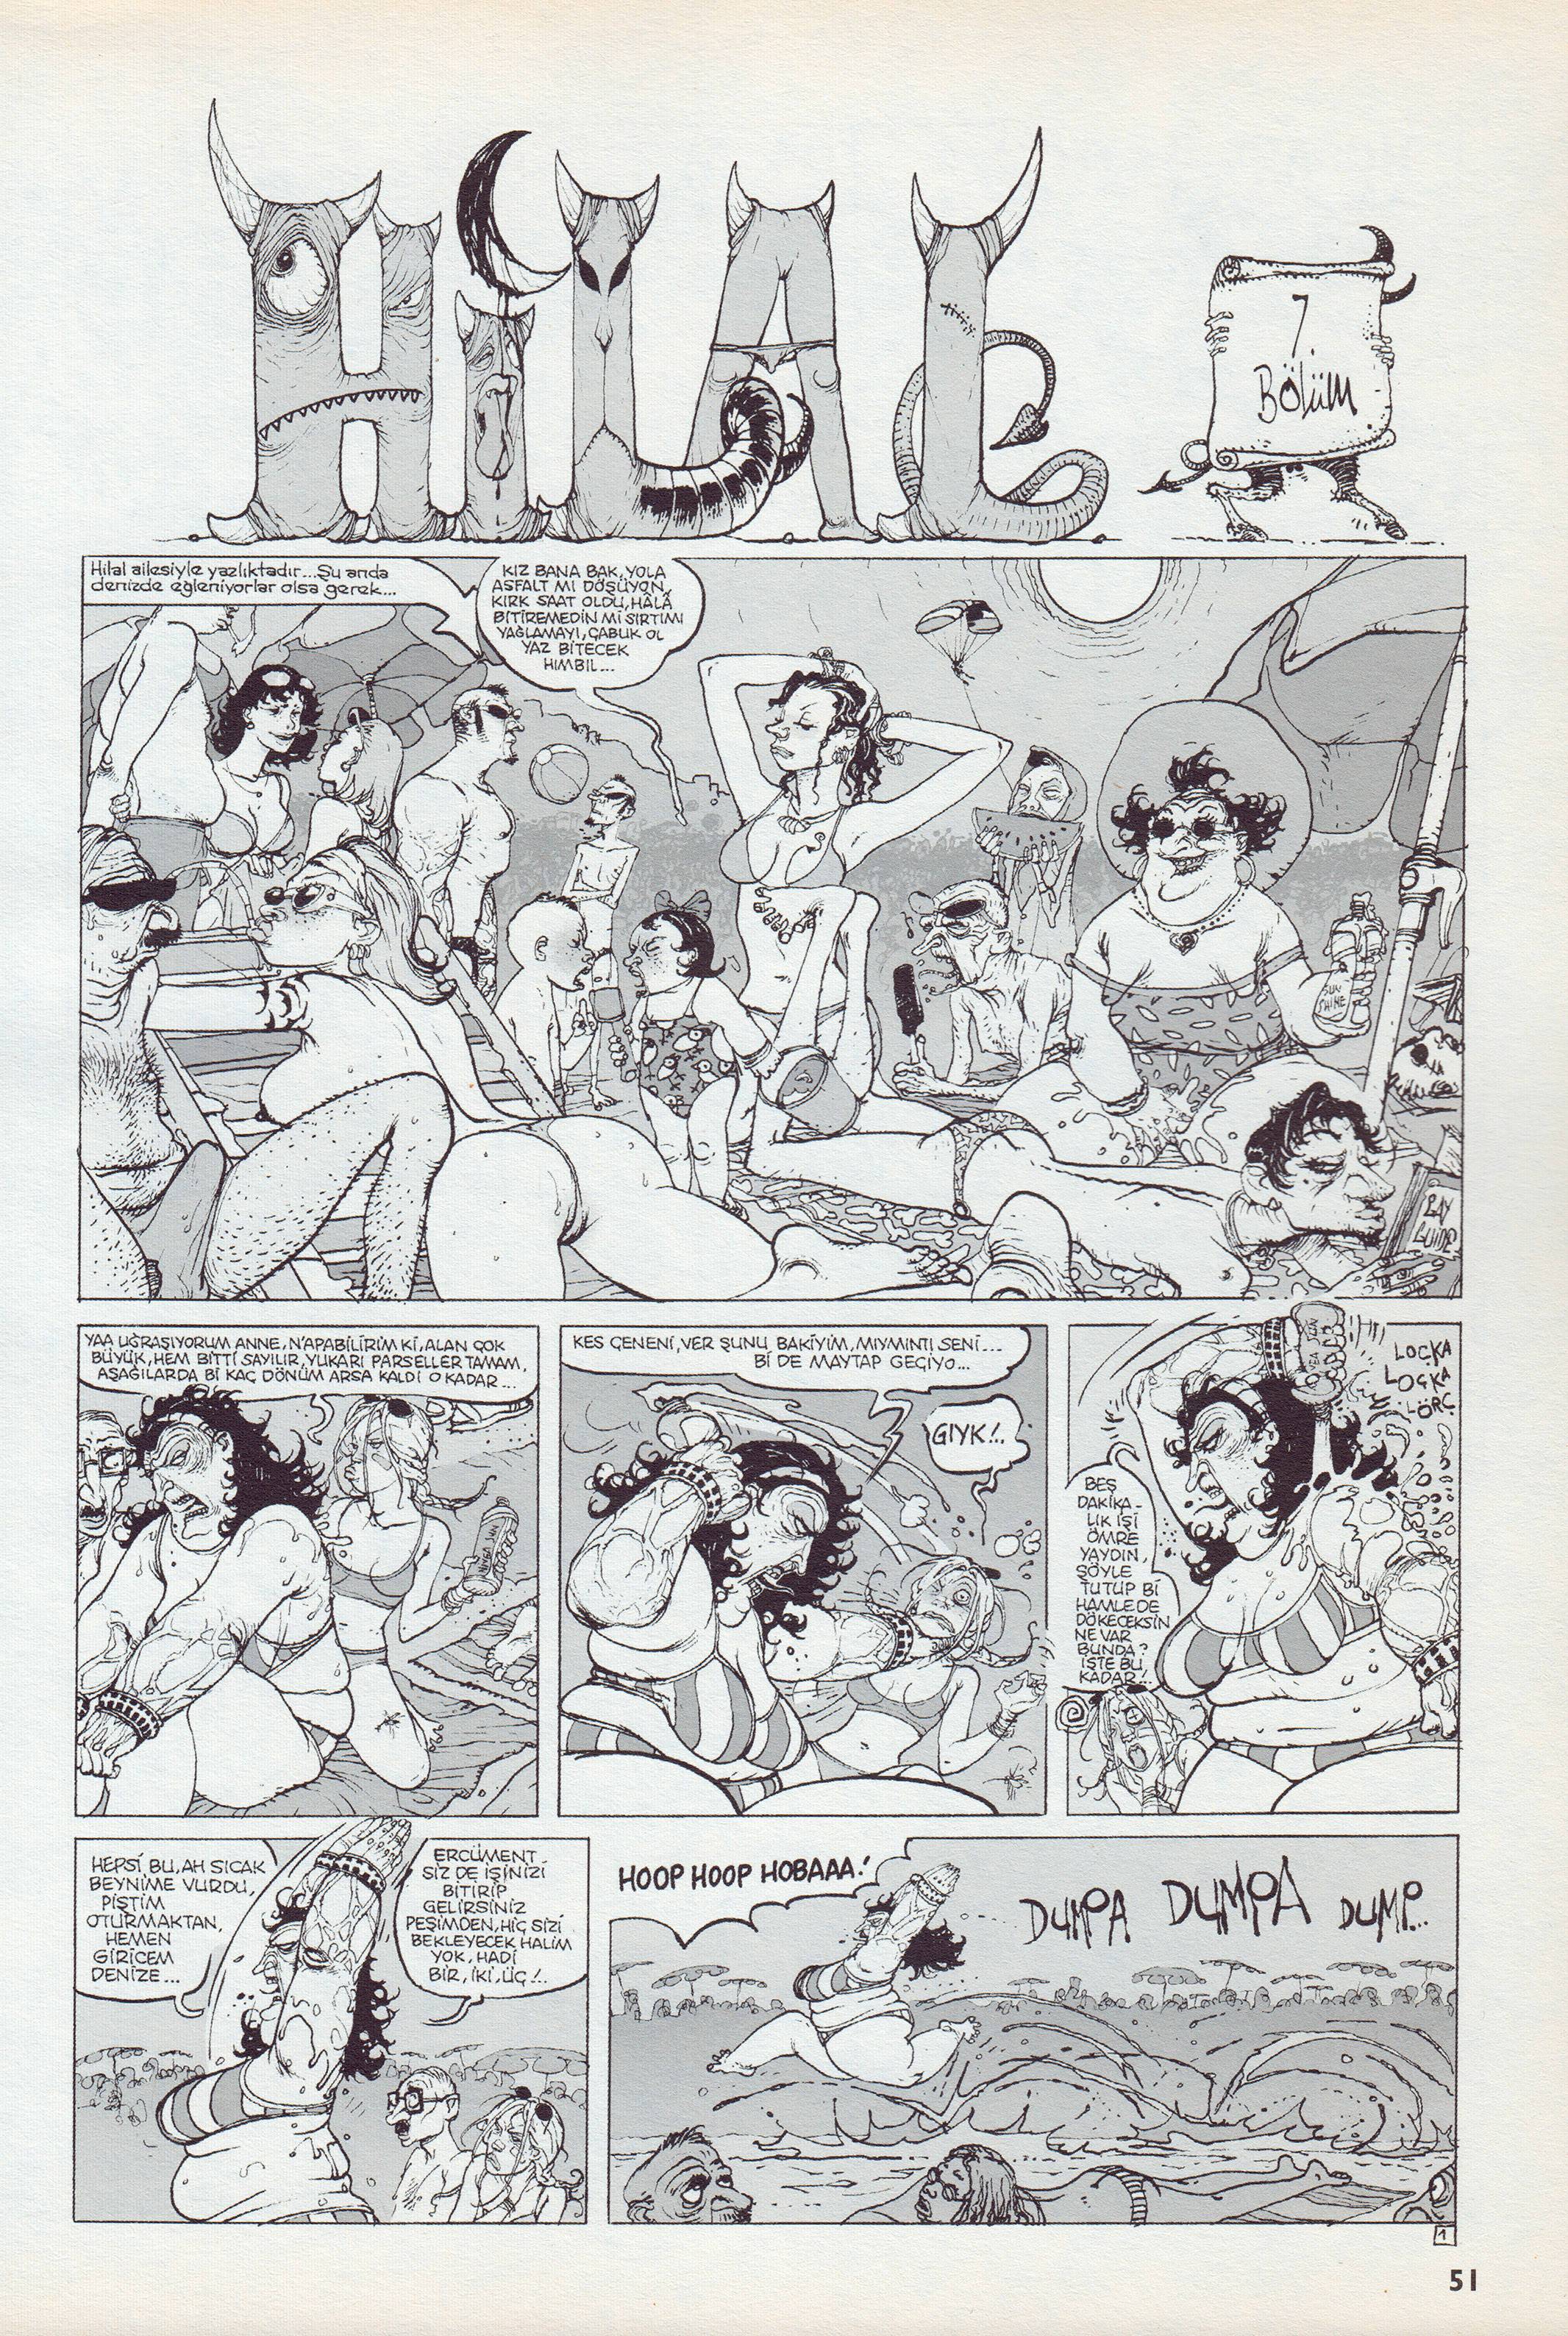 HiLAL
7.
Bölüm
Hilal ailesiyle yazlıktadır...Şu anda
denizde eğleniyorlar olsa gerek...
KIZ BANA BAK, YOLA
ASFALT MI DÖŞÜYON,
KIRK SAAT OLDU, HÂLÂ
BİTİREMEDİN Mİ SIRTIMI
YAĞLAMAYI, ÇABUK OL
YAZ BİTECEK
HIMBIL...
SUN
SHINE
GAY
GUIDE
YAA UĞRAŞIYORUM ANNE, N'APABİLİRİM Kİ, ALAN ÇOK
BÜYÜK, HEM BİTTİ SAYILIR, YUKARI PARSELLER TAMAM,
AŞAĞILARDA Bİ KAÇ DÖNÜM ARSA KALDI O KADAR...
KES ÇENENİ, VER ŞUNU BAKİYİM, MIYMINTI SENİ...
Bİ DE MAYTAP GEÇİYO...
GIYK!..
LOÇKA
LOÇKA
LÖRÇ
BEŞ
DAKİKA-
LIK İŞİ
ÖMRE
YAYDIN,
ŞÖYLE
TUTUP Bİ
HAMLEDE
DÖKECEKSİN
NE VAR
BUNDA?
İŞTE BU
KADAR!..
HEPSİ BU, AH SICAK
BEYNİME VURDU,
PİŞTİM
OTURMAKTAN,
HEMEN
GİRİCEM
DENİZE...
ERCÜMENT
SİZ DE İŞİNİZİ
BİTİRİP
GELİRSİNİZ
PEŞİMDEN, HİÇ SİZİ
BEKLEYECEK HALİM
YOK, HADİ
BİR, İKİ, ÜÇ!..
HOOP HOOP HOBAAA!
DUMPA DUMPA DUMP...
1
51